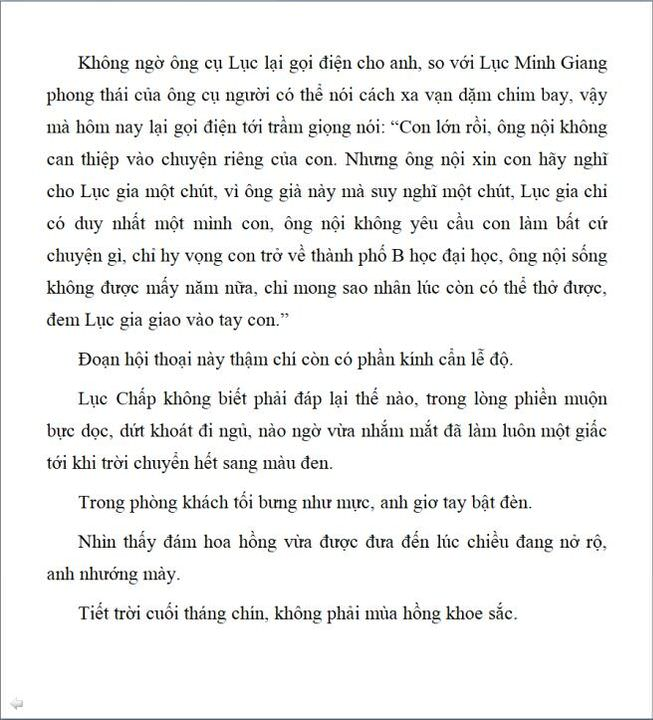 Không ngờ ông cụ Lục lại gọi điện cho anh, so với Lục Minh Giang
phong thái của ông cụ người có thể nói cách xa vạn dặm chim bay, vậy
mà hôm nay lại gọi điện tới trầm giọng nói: “Con lớn rồi, ông nội không
can thiệp vào chuyện riêng của con. Nhưng ông nội xin con hãy nghĩ
cho Lục gia một chút, vì ông già này mà suy nghĩ một chút, Lục gia chỉ
có duy nhất một mình con, ông nội không yêu cầu con làm bất cứ
chuyện gì, chỉ hy vọng con trở về thành phố B học đại học, ông nội sống
không được mấy năm nữa, chỉ mong sao nhân lúc còn có thể thở được,
đem Lục gia giao vào tay con.”
Đoạn hội thoại này thậm chí còn có phần kính cẩn lễ độ.
Lục Chấp không biết phải đáp lại thế nào, trong lòng phiền muộn
bực dọc, dứt khoát đi ngủ, nào ngờ vừa nhắm mắt đã làm luôn một giấc
tới khi trời chuyển hết sang màu đen.
Trong phòng khách tối bưng như mực, anh giơ tay bật đèn.
Nhìn thấy đám hoa hồng vừa được đưa đến lúc chiều đang nở rộ,
anh nhướng mày.
Tiết trời cuối tháng chín, không phải mùa hồng khoe sắc.